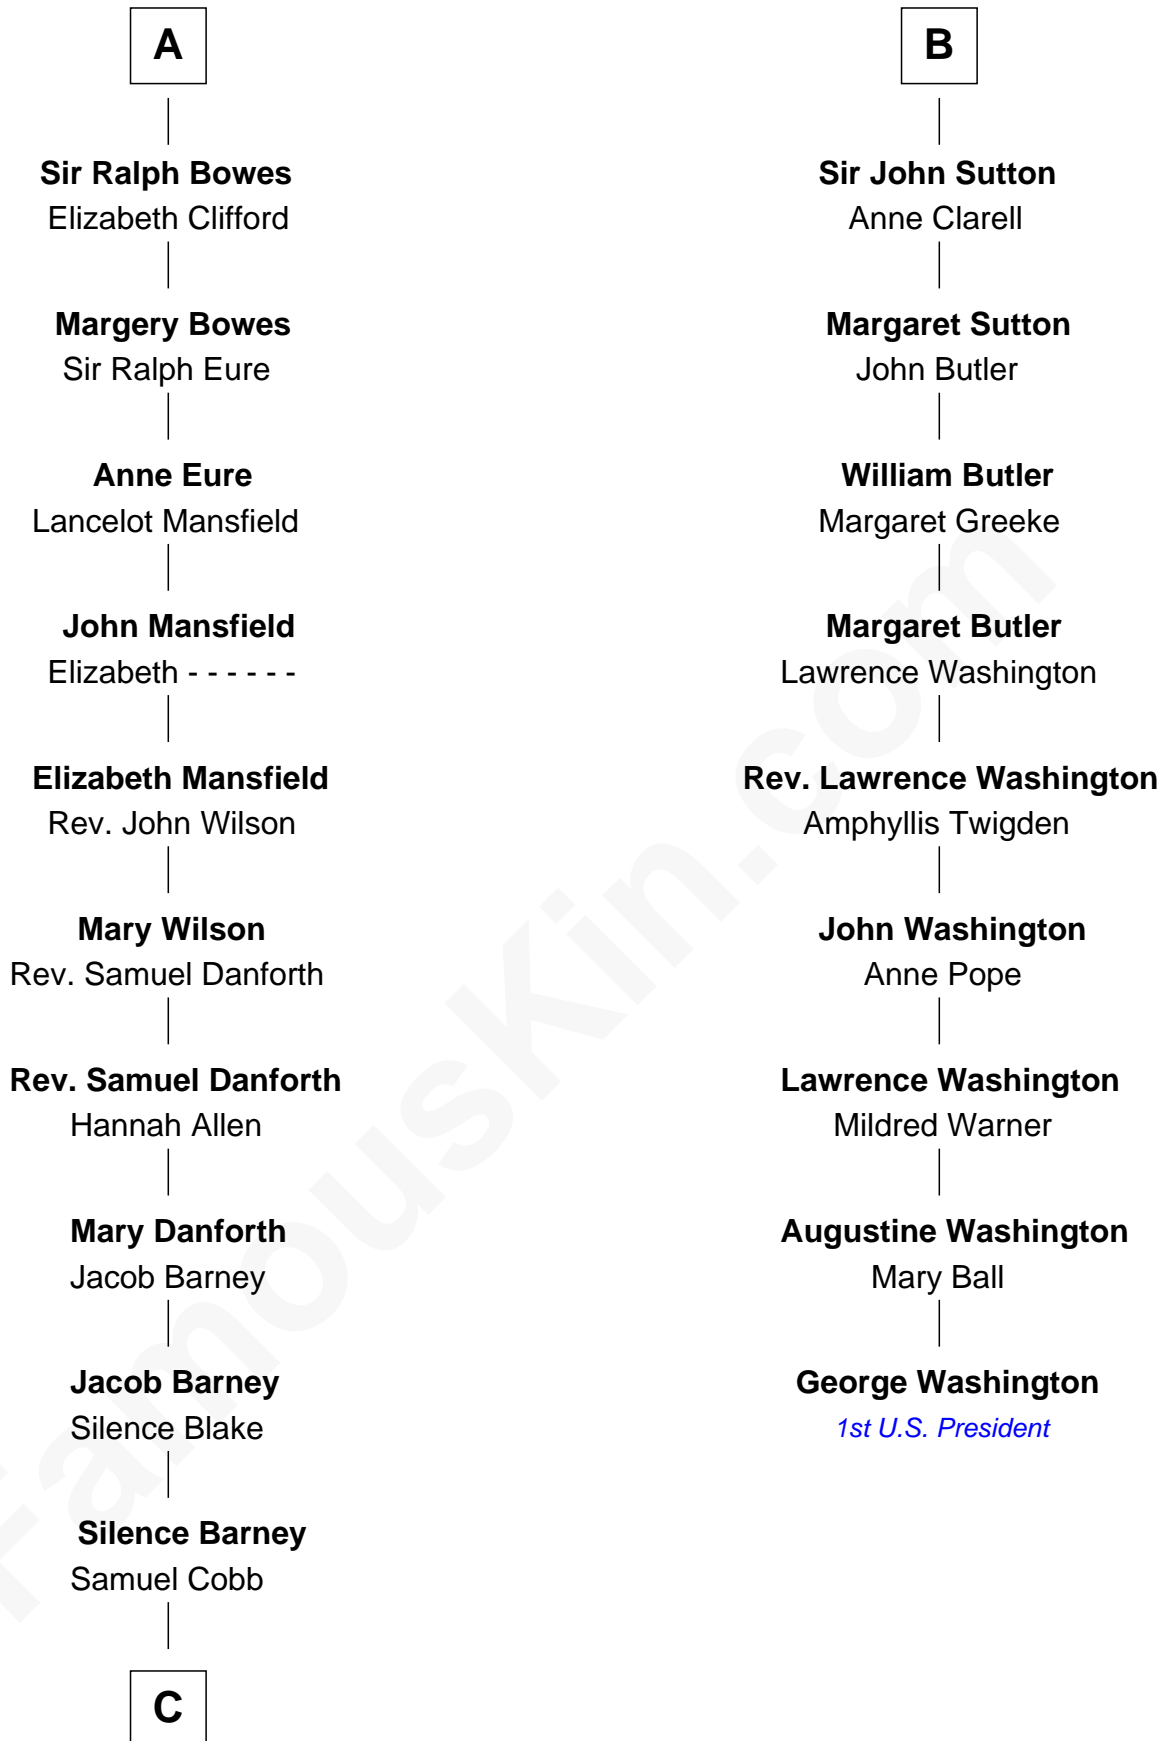 A
Sir Ralph Bowes
Elizabeth Clifford
Margery Bowes
Sir Ralph Eure
Anne Eure
Lancelot Mansfield
John Mansfield
Elizabeth - - - - - -
Elizabeth Mansfield
Rev. John Wilson
Mary Wilson
Rev. Samuel Danforth
Rev. Samuel Danforth
Hannah Allen
Mary Danforth
Jacob Barney
Jacob Barney
Silence Blake
Silence Barney
Samuel Cobb
C
B
Sir John Sutton
Anne Clarell
Margaret Sutton
John Butler
William Butler
Margaret Greeke
Margaret Butler
Lawrence Washington
Rev. Lawrence Washington
Amphyllis Twigden
John Washington
Anne Pope
Lawrence Washington
Mildred Warner
Augustine Washington
Mary Ball
George Washington
1st U.S. President
FamousKin.com